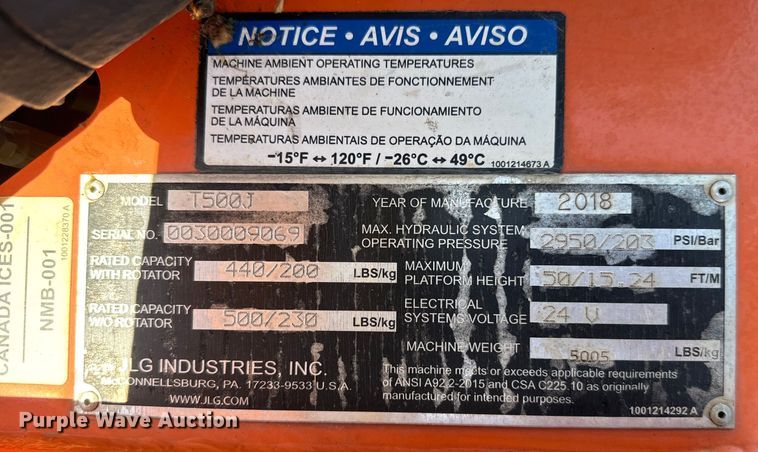 NOTICE • AVIS • AVISO
MACHINE AMBIENT OPERATING TEMPERATURES
TEMPÉRATURES AMBIANTES DE FONCTIONNEMENT
DE LA MACHINE
TEMPERATURAS AMBIENTE DE FUNCIONAMIENTO
DE LA MÁQUINA
TEMPERATURAS AMBIENTAIS DE OPERAÇÃO DA MÁQUINA
-15°F ↔ 120°F / -26°C ↔ 49°C
1001214673 A
CANADA ICES-001
NMB-001
1001228370 A
MODEL T500J
SERIAL NO. 0030009069
RATED CAPACITY
WITH ROTATOR 440/200 LBS/kg
RATED CAPACITY
W/O ROTATOR 500/230 LBS/kg
JLG INDUSTRIES, INC.
McCONNELLSBURG, PA. 17233-9533 U.S.A.
WWW.JLG.COM
YEAR OF MANUFACTURE 2018
MAX. HYDRAULIC SYSTEM
OPERATING PRESSURE 2950/203 PSI/Bar
MAXIMUM
PLATFORM HEIGHT 50/15.24 FT/M
ELECTRICAL
SYSTEMS VOLTAGE 24 V
MACHINE WEIGHT 5005 LBS/kg
This machine meets or exceeds applicable requirements
of ANSI A92.2-2015 and CSA C225.10 as originally
manufactured for intended purposes.
1001214292 A
Purple Wave Auction